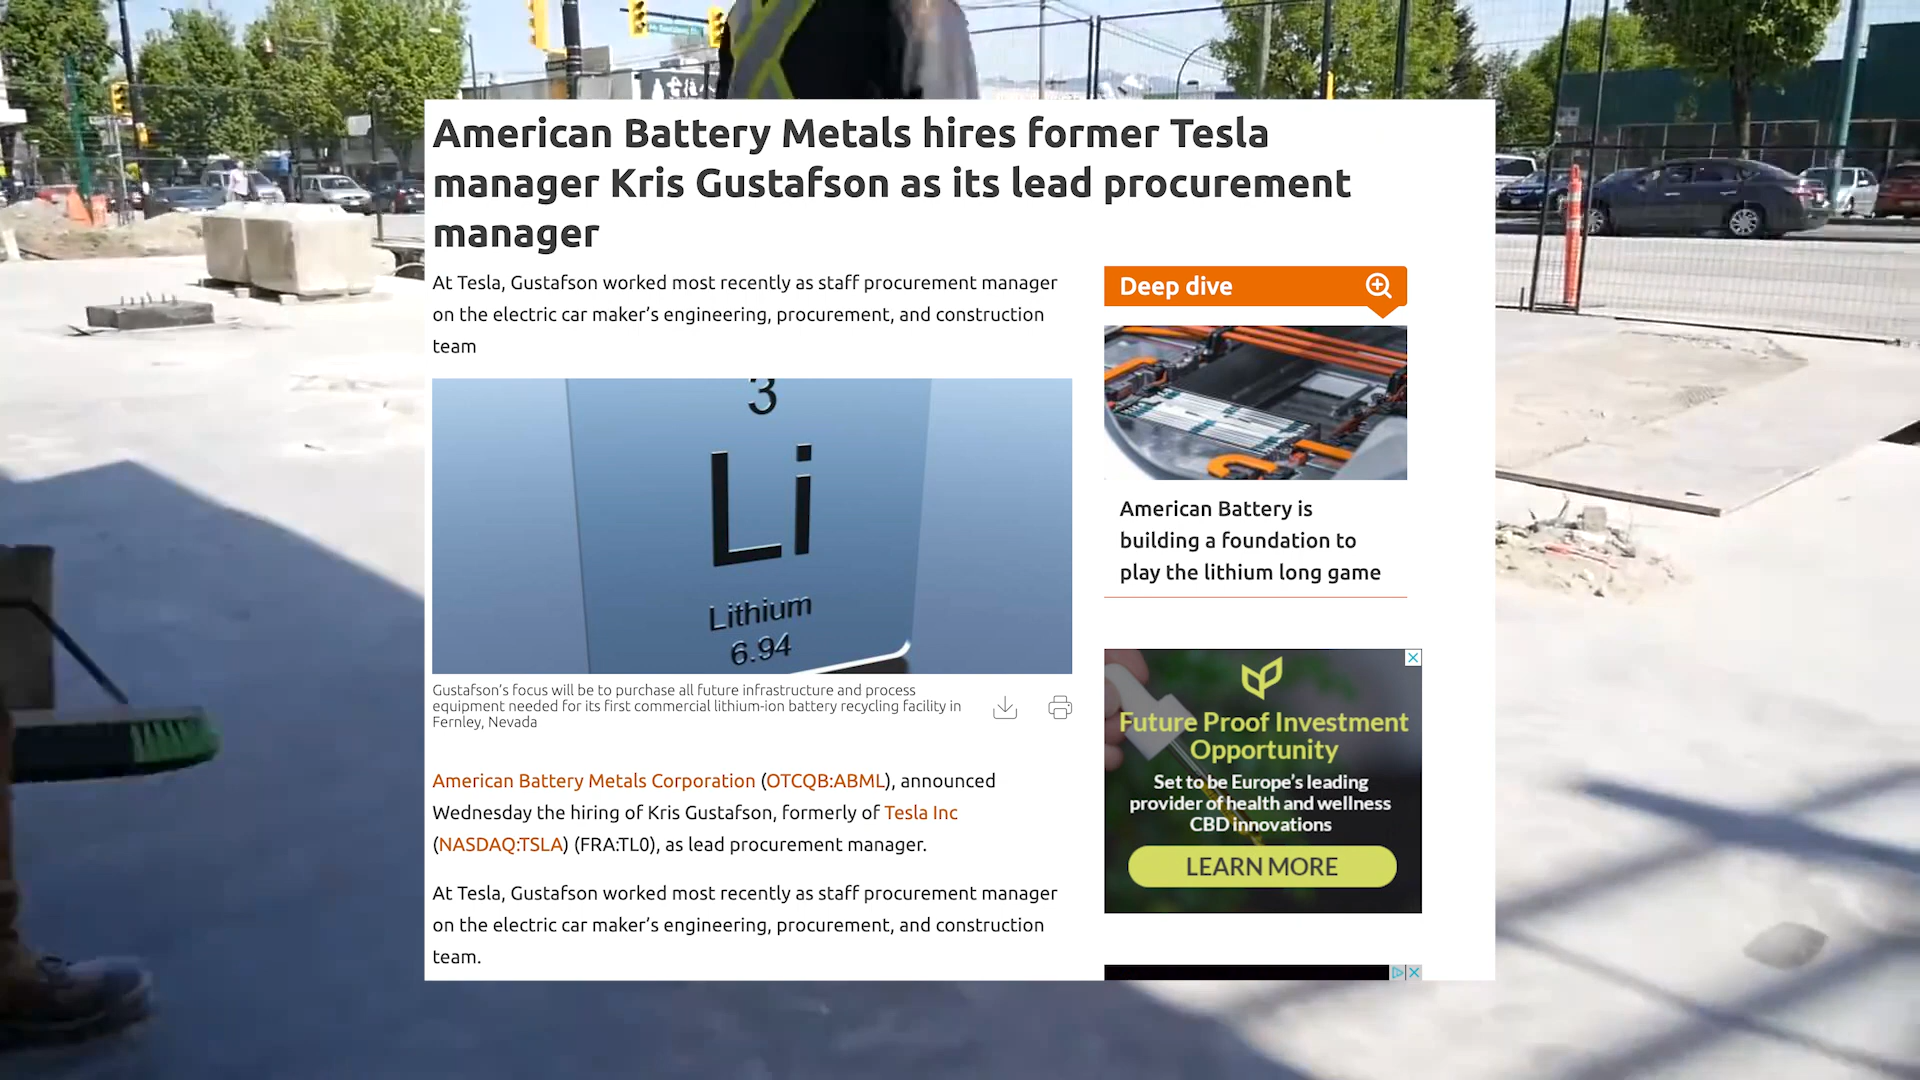 American Battery Metals hires former Tesla
manager Kris Gustafson as its lead procurement
manager
At Tesla, Gustafson worked most recently as staff procurement manager
on the electric car maker's engineering, procurement, and construction
team
3
Li
Lithium
6.94
Gustafson's focus will be to purchase all future infrastructure and process
equipment needed for its first commercial lithium-ion battery recycling facility in
Fernley, Nevada
American Battery Metals Corporation (OTCQB:ABML), announced
Wednesday the hiring of Kris Gustafson, formerly of Tesla Inc
(NASDAQ:TSLA) (FRA:TL0), as lead procurement manager.
At Tesla, Gustafson worked most recently as staff procurement manager
on the electric car maker's engineering, procurement, and construction
team.
Deep dive
American Battery is
building a foundation to
play the lithium long game
Future Proof Investment
Opportunity
Set to be Europe's leading
provider of health and wellness
CBD innovations
LEARN MORE